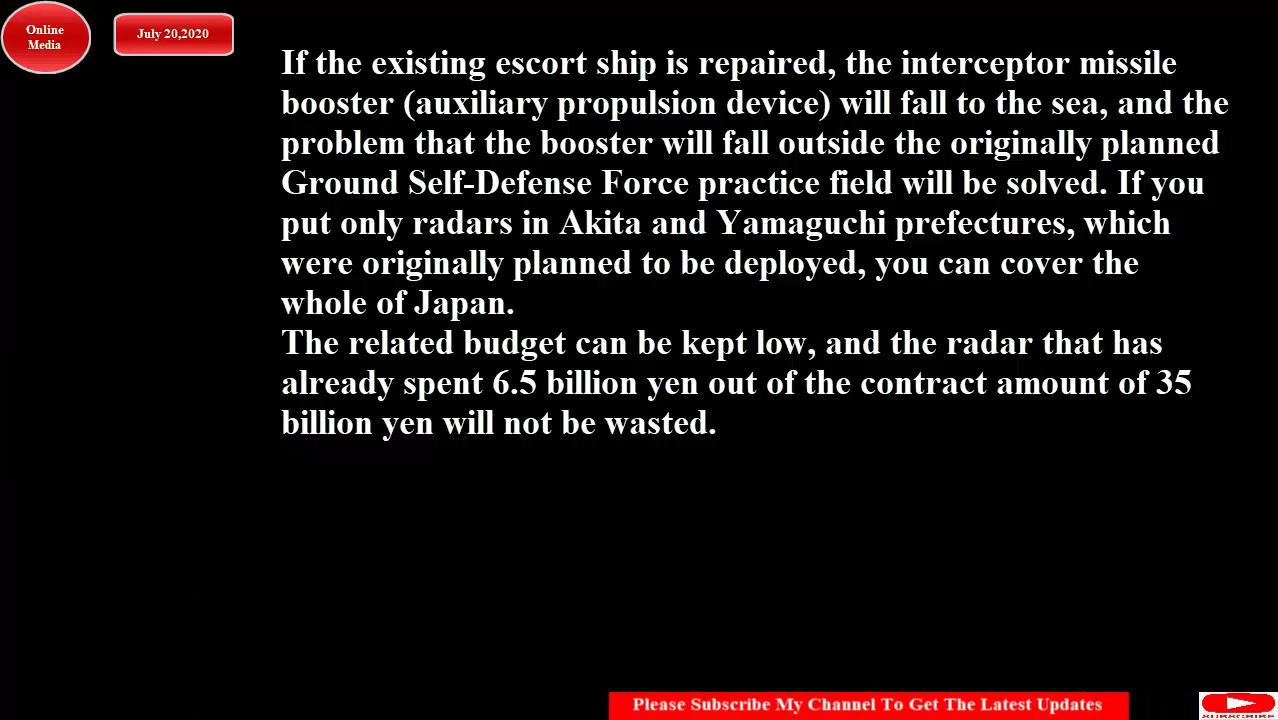 Online
Media
July 20,2020
If the existing escort ship is repaired, the interceptor missile
booster (auxiliary propulsion device) will fall to the sea, and the
problem that the booster will fall outside the originally planned
Ground Self-Defense Force practice field will be solved. If you
put only radars in Akita and Yamaguchi prefectures, which
were originally planned to be deployed, you can cover the
whole of Japan.
The related budget can be kept low, and the radar that has
already spent 6.5 billion yen out of the contract amount of 35
billion yen will not be wasted.
Please Subscribe My Channel To Get The Latest Updates
SUBSCRIBE